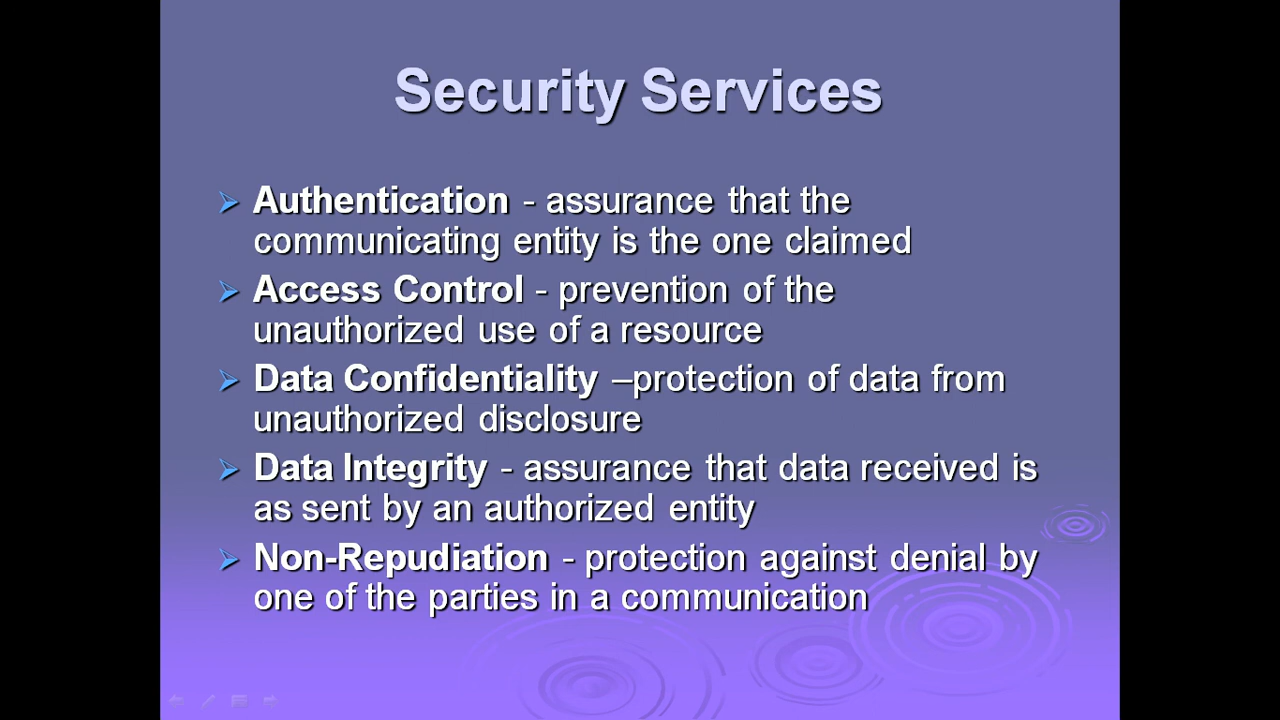 Security Services
Authentication - assurance that the
communicating entity is the one claimed
Access Control - prevention of the
unauthorized use of a resource
Data Confidentiality –protection of data from
unauthorized disclosure
Data Integrity - assurance that data received is
as sent by an authorized entity
Non-Repudiation - protection against denial by
one of the parties in a communication